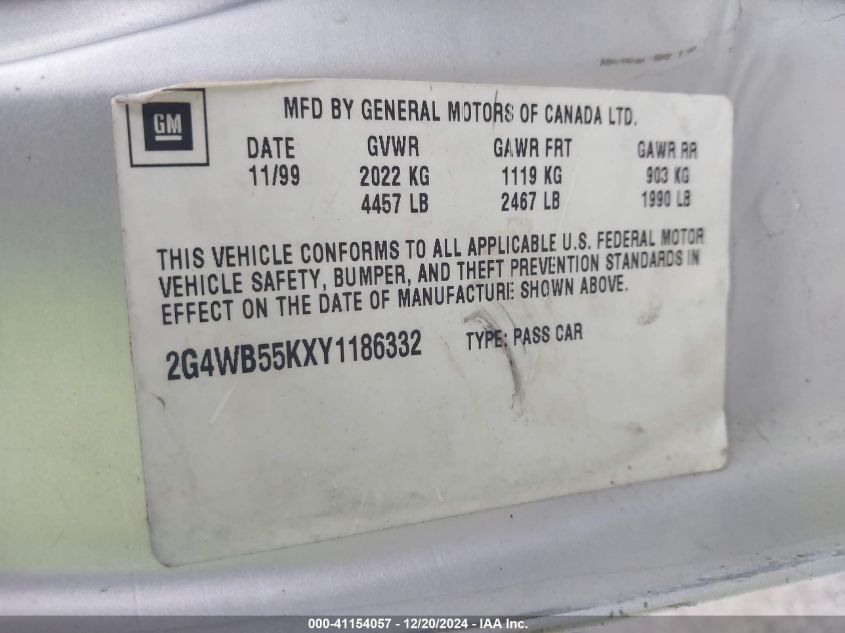 GM
MFD BY GENERAL MOTORS OF CANADA LTD.
DATE GVWR GAWR FRT GAWR RR
11/99 2022 KG 1119 KG 903 KG
4457 LB 2467 LB 1990 LB
THIS VEHICLE CONFORMS TO ALL APPLICABLE U.S. FEDERAL MOTOR
VEHICLE SAFETY, BUMPER, AND THEFT PREVENTION STANDARDS IN
EFFECT ON THE DATE OF MANUFACTURE SHOWN ABOVE.
2G4WB55KXY1186332 TYPE: PASS CAR
000-41154057 - 12/20/2024 - IAA Inc.